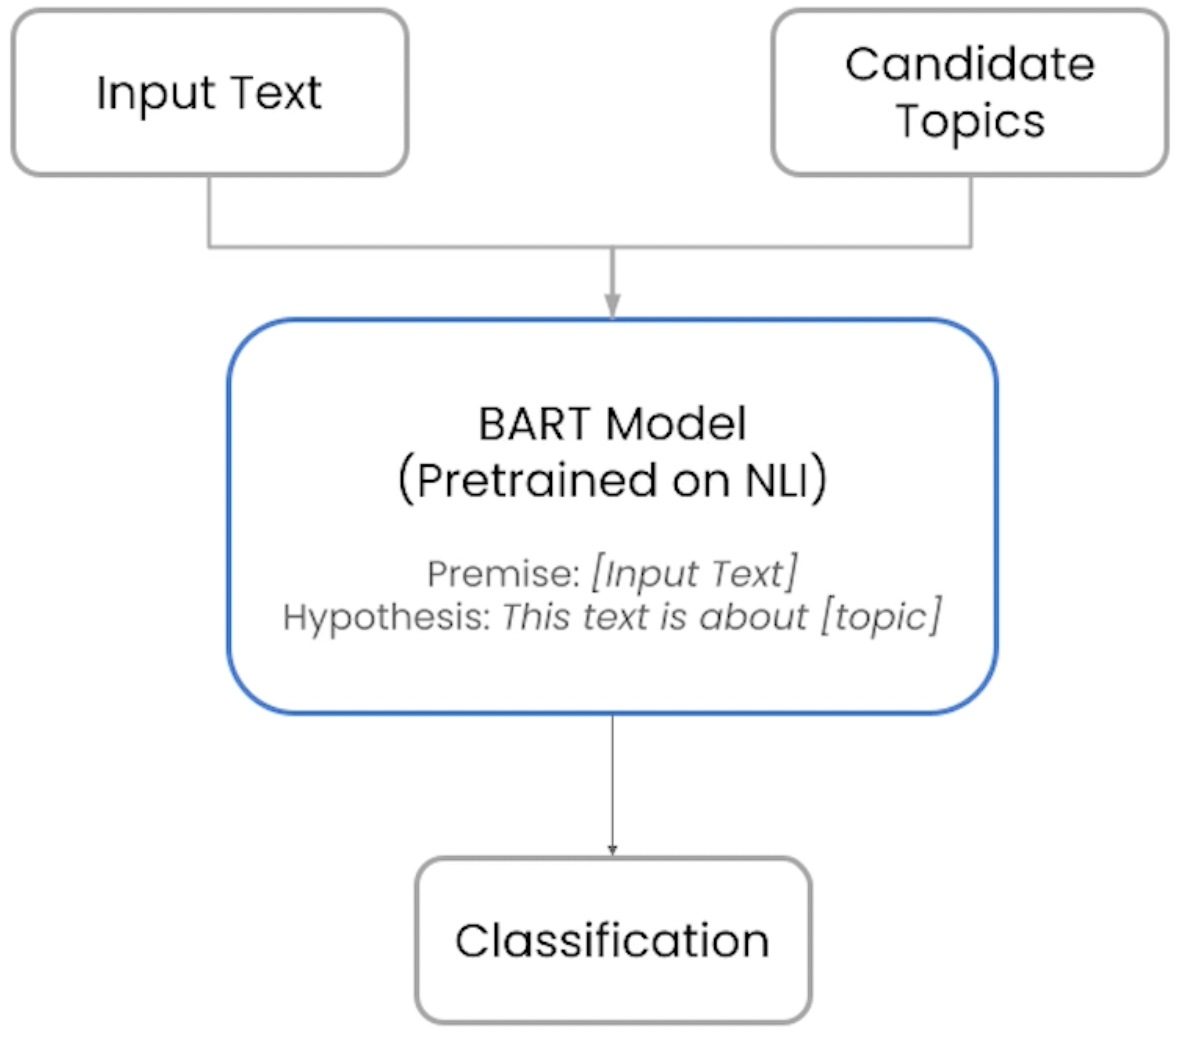 Input Text
Candidate
Topics
BART Model
(Pretrained on NLI)
Premise: [Input Text]
Hypothesis: This text is about [topic]
Classification